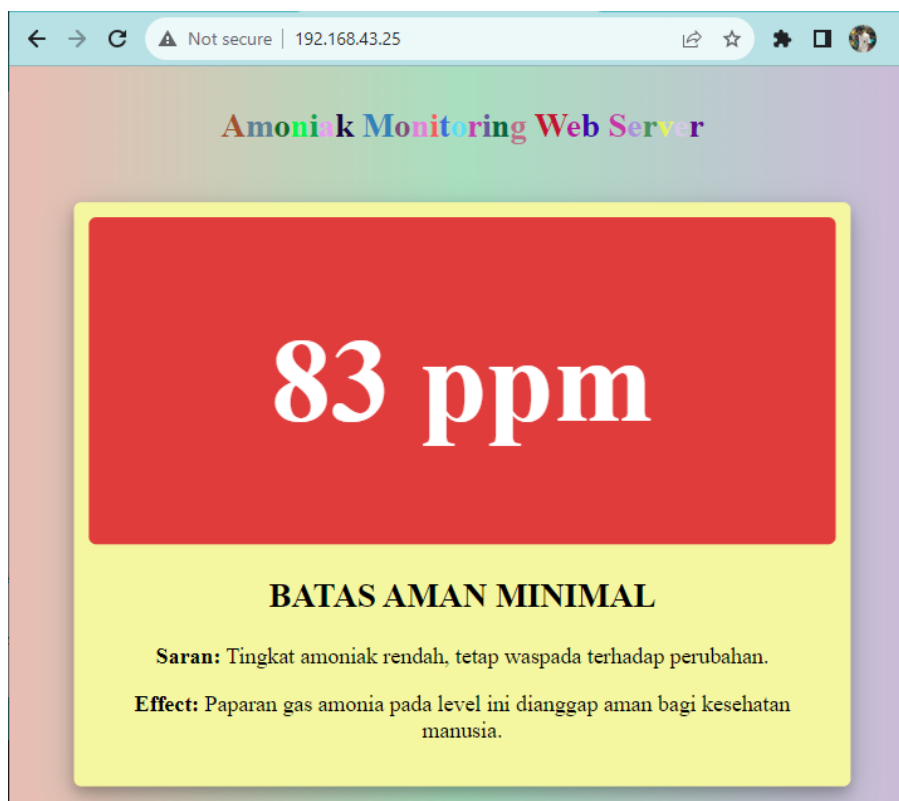 Not secure | 192.168.43.25
Amoniak Monitoring Web Server
83 ppm
BATAS AMAN MINIMAL
Saran: Tingkat amoniak rendah, tetap waspada terhadap perubahan.
Effect: Paparan gas amonia pada level ini dianggap aman bagi kesehatan
manusia.